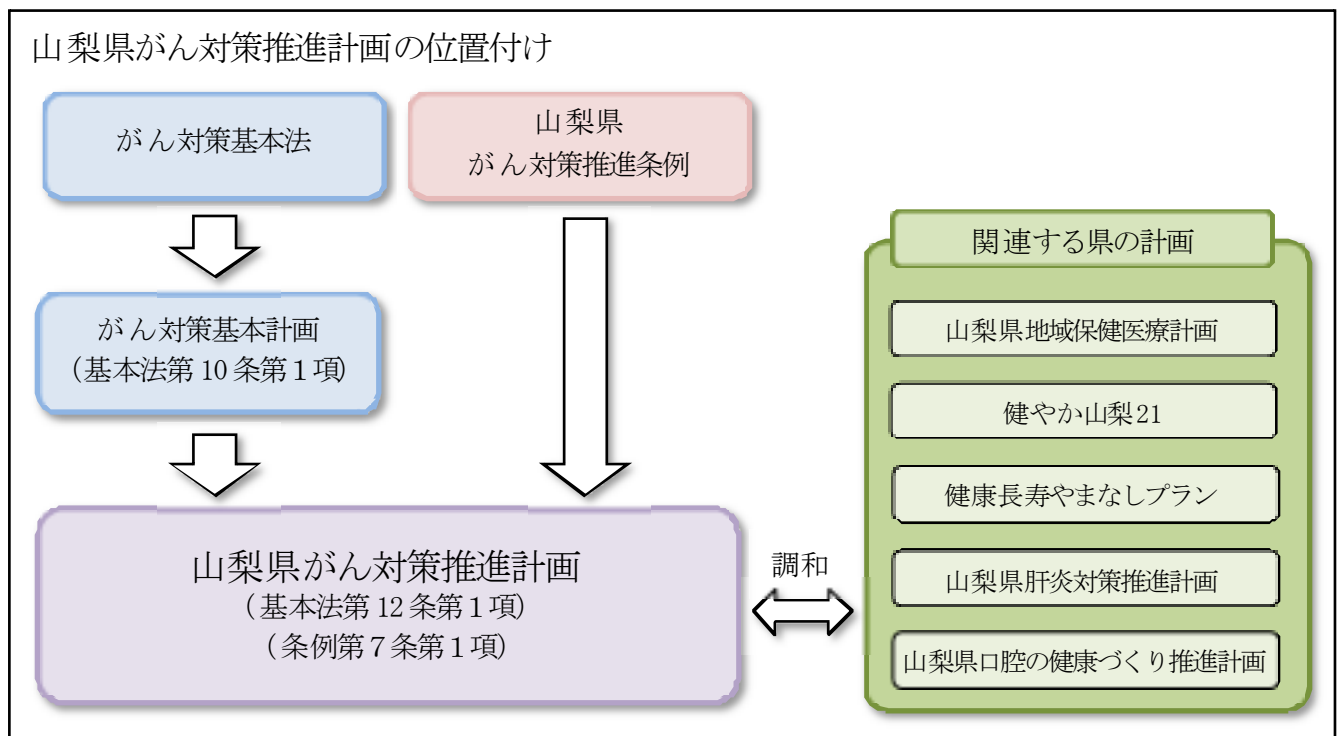 山梨県がん対策推進計画の位置付け
がん対策基本法
山梨県
がん対策推進条例
がん対策基本計画
（基本法第10条第1項）
山梨県がん対策推進計画
（基本法第12条第1項）
（条例第7条第1項）
調和
関連する県の計画
山梨県地域保健医療計画
健やか山梨21
健康長寿やまなしプラン
山梨県肝炎対策推進計画
山梨県口腔の健康づくり推進計画